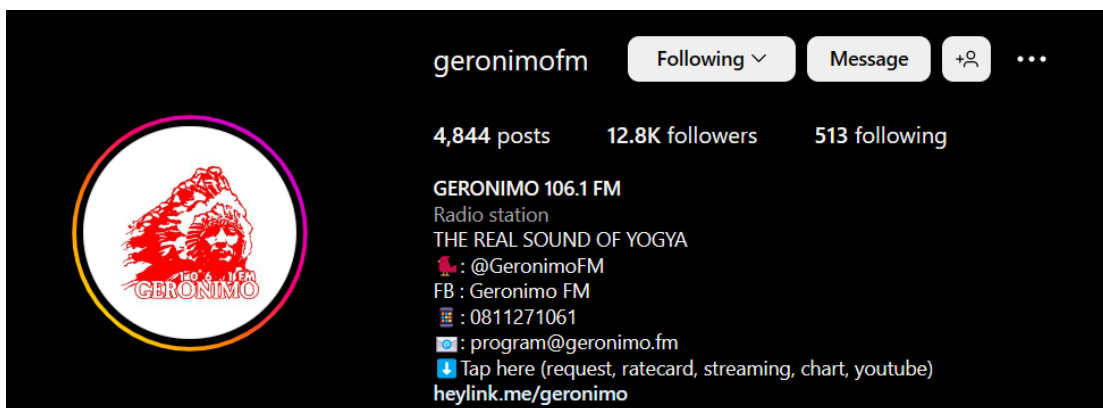 geronimofm Following Message
4,844 posts 12.8K followers 513 following
GERONIMO 106.1 FM
Radio station
THE REAL SOUND OF YOGYA
🐦 : @GeronimoFM
FB : Geronimo FM
📱 : 0811271061
📧 : program@geronimo.fm
⬇️ Tap here (request, ratecard, streaming, chart, youtube)
heylink.me/geronimo
106.1 FM
GERONIMO